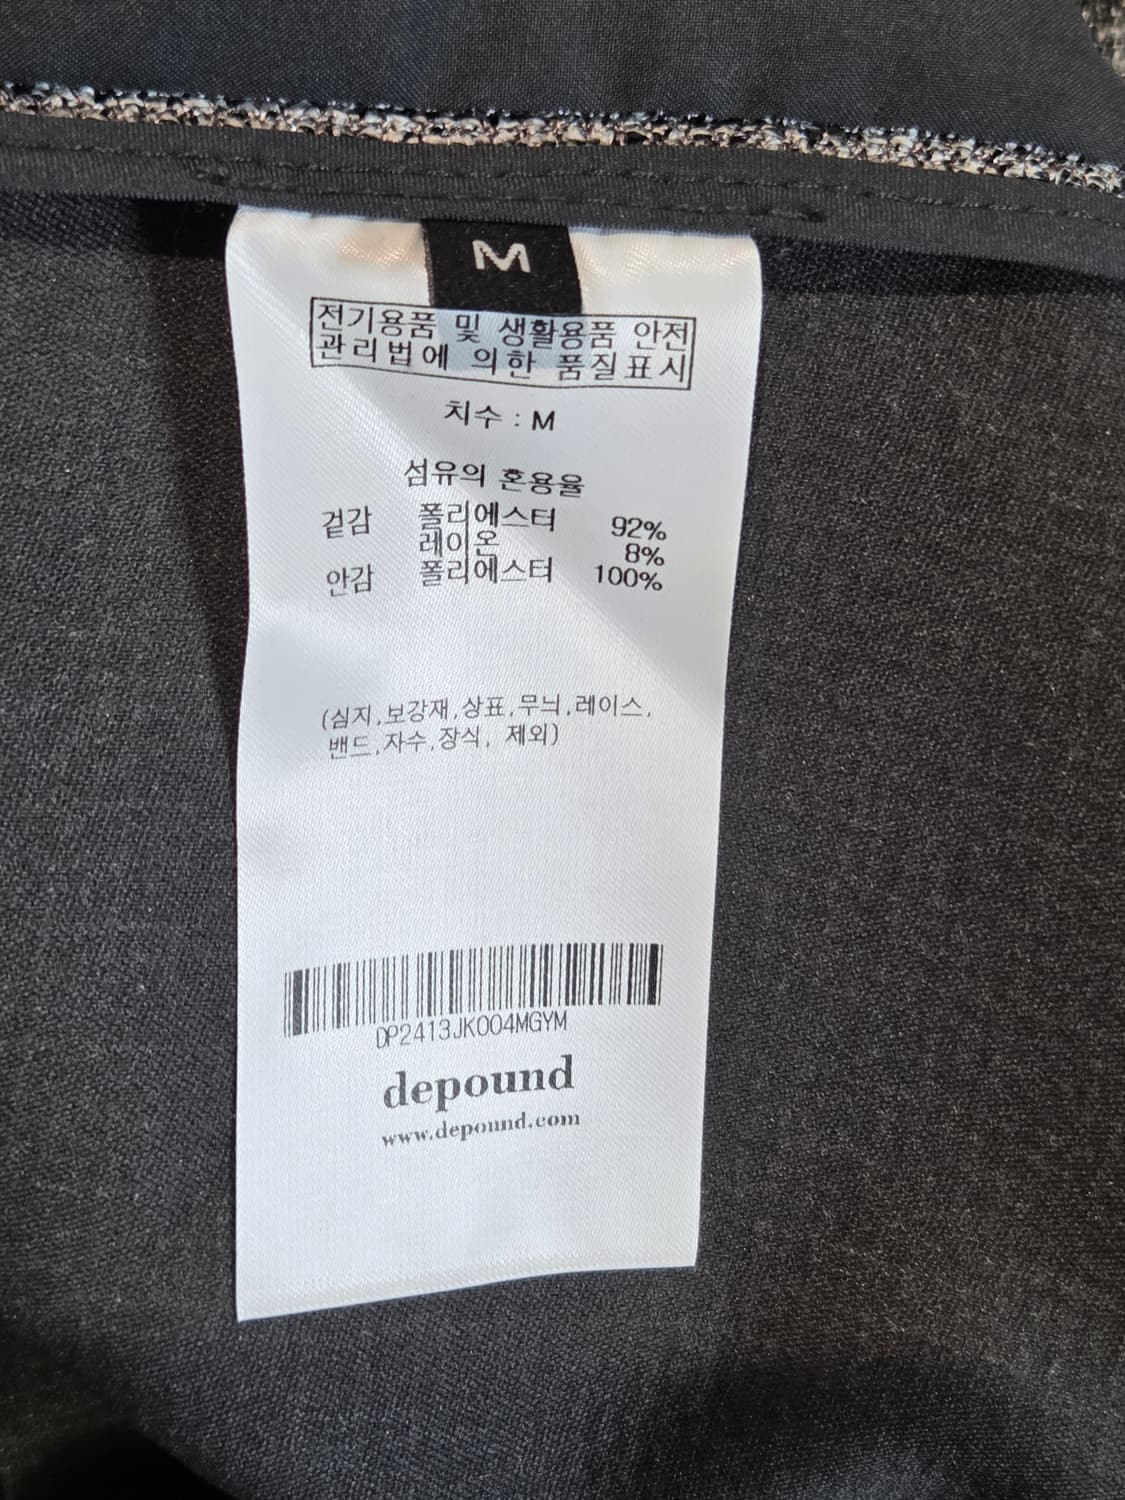 M
전기용품 및 생활용품 안전
관리법에 의한 품질표시
치수 : M
섬유의 혼용율
겉감 폴리에스터 92%
레이온 8%
안감 폴리에스터 100%
(심지,보강재,상표,무늬,레이스,
밴드,자수,장식, 제외)
DP2413JK004MGYM
depound
www.depound.com